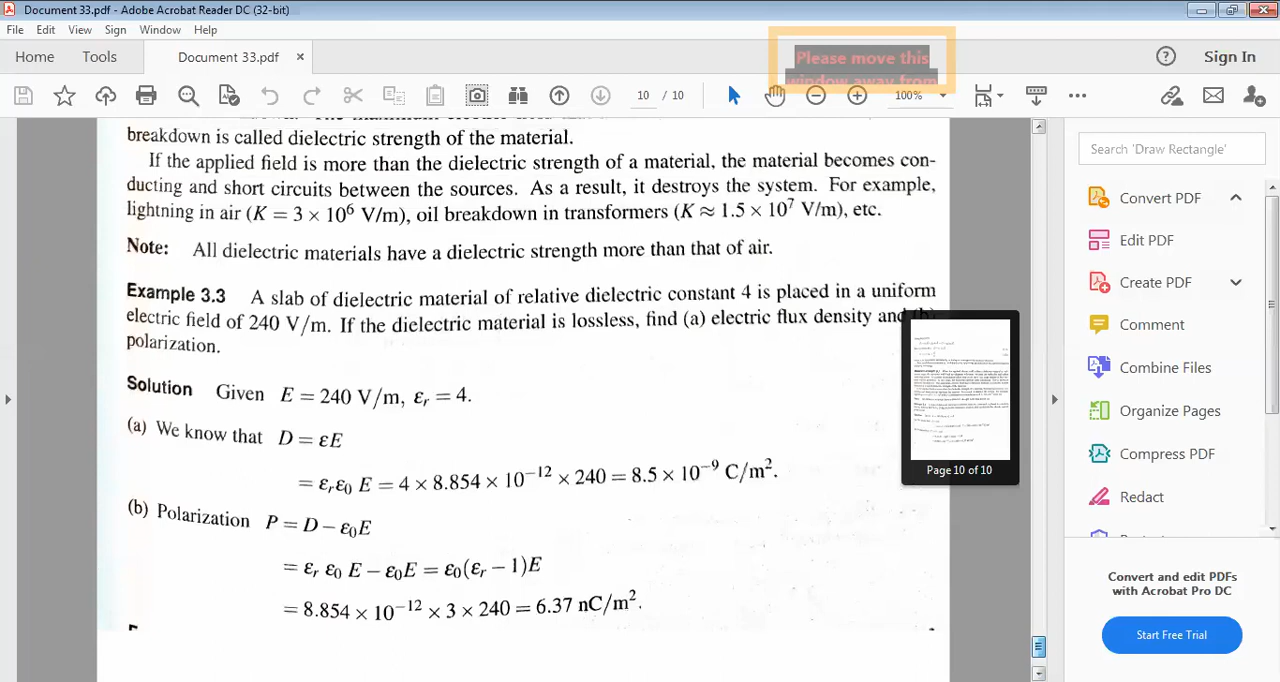 Document 33.pdf - Adobe Acrobat Reader DC (32-bit)
File Edit View Sign Window Help
Home Tools Document 33.pdf × Please move this Sign In
window away from
10 / 10 100%
breakdown is called dielectric strength of the material.
If the applied field is more than the dielectric strength of a material, the material becomes con-
ducting and short circuits between the sources. As a result, it destroys the system. For example,
lightning in air (K = 3 × 10⁶ V/m), oil breakdown in transformers (K ≈ 1.5 × 10⁷ V/m), etc.
Note: All dielectric materials have a dielectric strength more than that of air.
Example 3.3 A slab of dielectric material of relative dielectric constant 4 is placed in a uniform
electric field of 240 V/m. If the dielectric material is lossless, find (a) electric flux density and (b)
polarization.
Solution Given E = 240 V/m, εᵣ = 4.
(a) We know that D = εE
= εᵣε₀ E = 4 × 8.854 × 10⁻¹² × 240 = 8.5 × 10⁻⁹ C/m².
(b) Polarization P = D − ε₀E
= εᵣ ε₀ E − ε₀E = ε₀(εᵣ − 1)E
= 8.854 × 10⁻¹² × 3 × 240 = 6.37 nC/m².
Page 10 of 10
Search 'Draw Rectangle'
Convert PDF
Edit PDF
Create PDF
Comment
Combine Files
Organize Pages
Compress PDF
Redact
Convert and edit PDFs
with Acrobat Pro DC
Start Free Trial